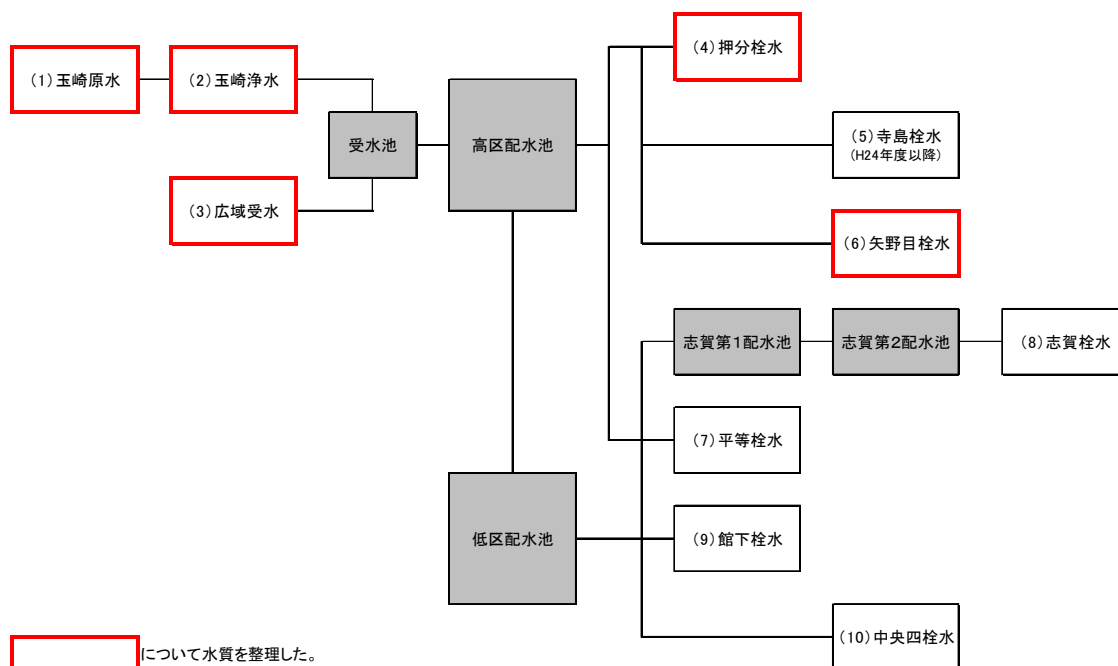 (4)押分栓水
(1)玉崎原水
(2)玉崎浄水
受水池
高区配水池
(5)寺島栓水
(H24年度以降)
(3)広域受水
(6)矢野目栓水
志賀第1配水池
志賀第2配水池
(8)志賀栓水
(7)平等栓水
低区配水池
(9)館下栓水
(10)中央四栓水
について水質を整理した。